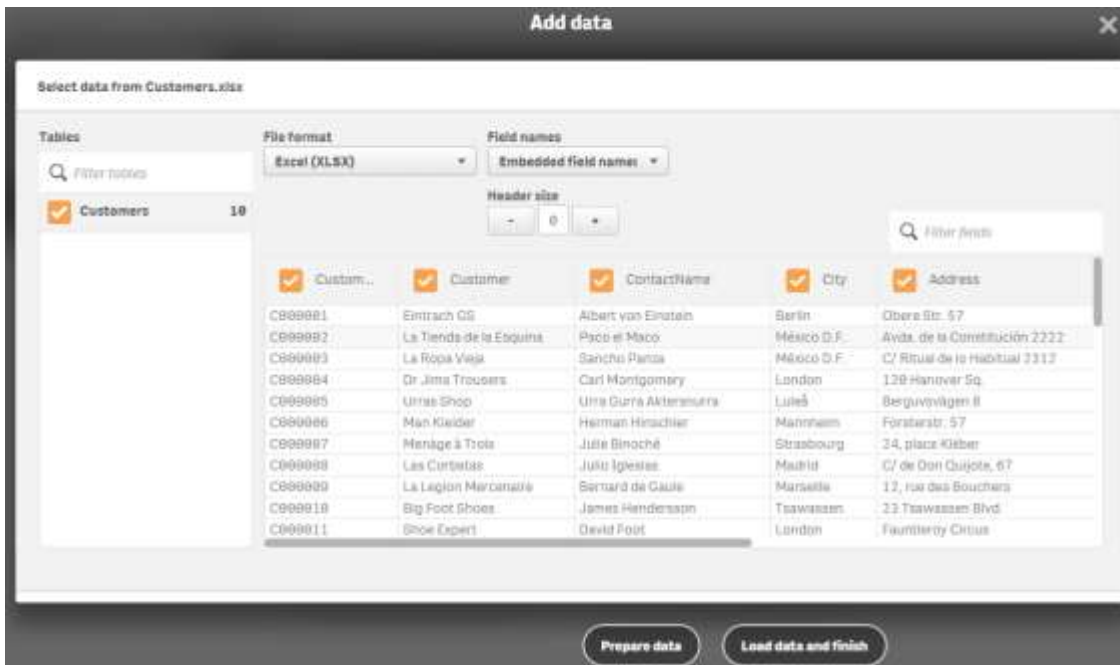 Add data
Select data from Customers.xlsx
Tables
File format
Field names
Filter tables
Excel (XLSX)
Embedded field names
Customers 10
Header size
- 0 +
Filter fields
Custom... Customer ContactName City Address
C000001 Eintrach GS Albert von Einstein Berlin Obere Str. 57
C000002 La Tienda de la Esquina Paco el Maco México D.F. Avda. de la Constitución 2222
C000003 La Ropa Vieja Sancho Panza México D.F. C/ Ritual de lo Habitual 2312
C000004 Dr Jims Trousers Carl Montgomery London 120 Hanover Sq.
C000005 Urras Shop Urra Gurra Aktersnurra Luleå Berguvsvägen 8
C000006 Man Kleider Herman Hirschler Mannheim Forsterstr. 57
C000007 Menage à Trois Julie Binoché Strasbourg 24, place Kléber
C000008 Las Corbatas Julio Iglesias Madrid C/ de Don Quijote, 67
C000009 La Legion Mercenaire Bernard de Gaule Marseille 12, rue des Bouchers
C000010 Big Foot Shoes James Hendersson Tsawassen 23 Tsawassen Blvd.
C000011 Shoe Expert David Foot London Fauntleroy Circus
Prepare data
Load data and finish